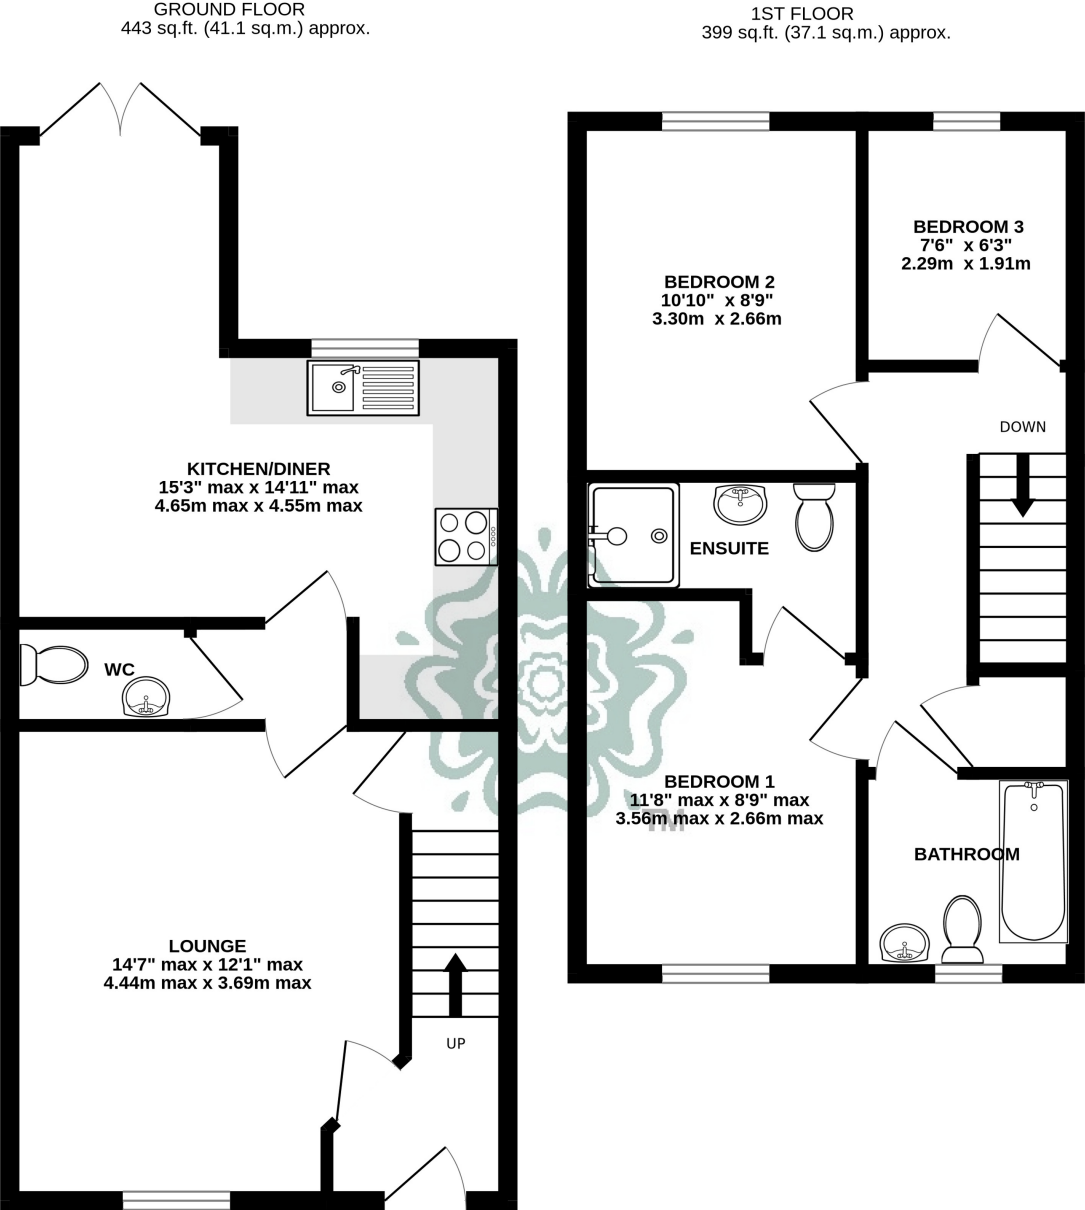 GROUND FLOOR
443 sq.ft. (41.1 sq.m.) approx.
1ST FLOOR
399 sq.ft. (37.1 sq.m.) approx.
BEDROOM 3
7'6"  x 6'3"
2.29m  x 1.91m
BEDROOM 2
10'10"  x 8'9"
3.30m  x 2.66m
DOWN
KITCHEN/DINER
15'3" max x 14'11" max
4.65m max x 4.55m max
ENSUITE
WC
BEDROOM 1
11'8" max x 8'9" max
3.56m max x 2.66m max
TM
BATHROOM
LOUNGE
14'7" max x 12'1" max
4.44m max x 3.69m max
UP